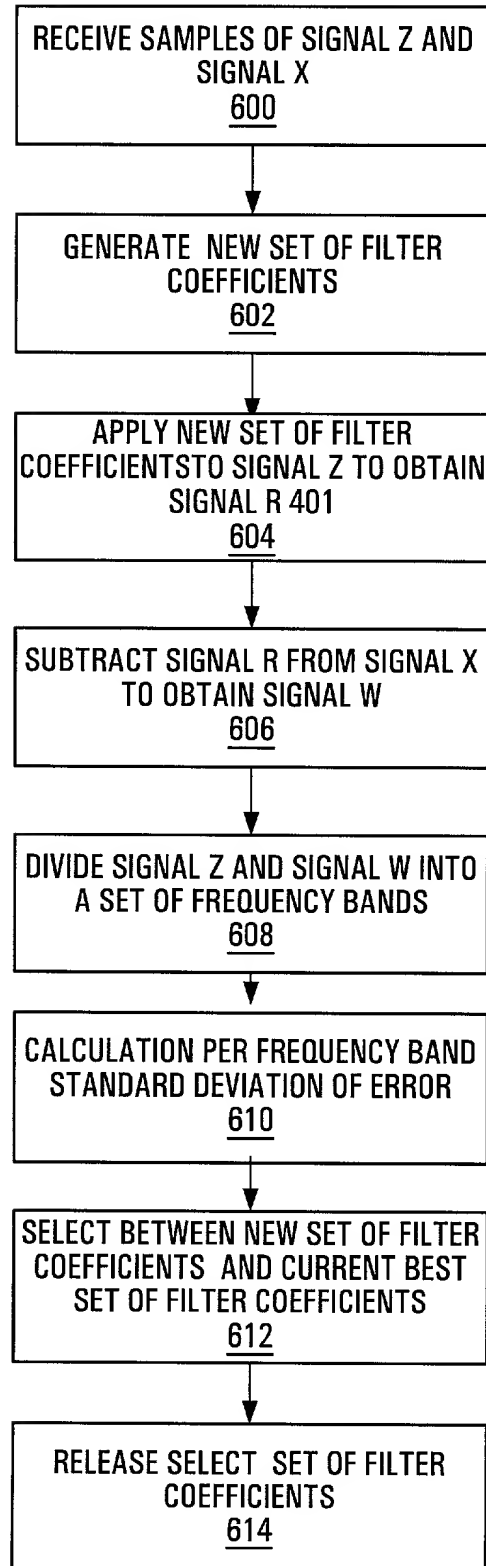 RECEIVE SAMPLES OF SIGNAL Z AND
SIGNAL X
600
GENERATE NEW SET OF FILTER
COEFFICIENTS
602
APPLY NEW SET OF FILTER
COEFFICIENTSTO SIGNAL Z TO OBTAIN
SIGNAL R 401
604
SUBTRACT SIGNAL R FROM SIGNAL X
TO OBTAIN SIGNAL W
606
DIVIDE SIGNAL Z AND SIGNAL W INTO
A SET OF FREQUENCY BANDS
608
CALCULATION PER FREQUENCY BAND
STANDARD DEVIATION OF ERROR
610
SELECT BETWEEN NEW SET OF FILTER
COEFFICIENTS AND CURRENT BEST
SET OF FILTER COEFFICIENTS
612
RELEASE SELECT SET OF FILTER
COEFFICIENTS
614